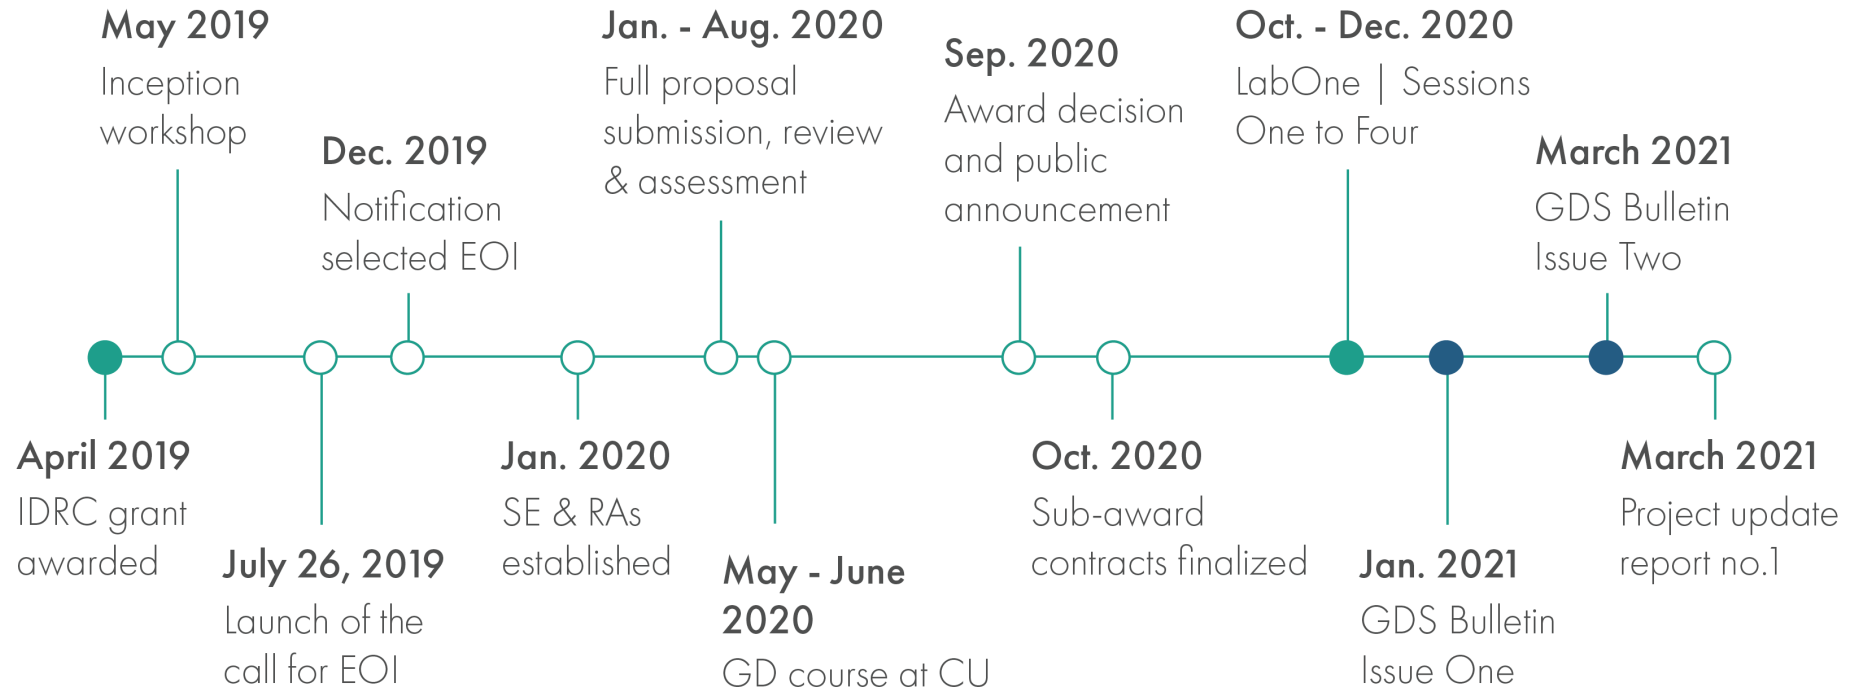 May 2019
Inception
workshop
Dec. 2019
Notification
selected EOI
Jan. - Aug. 2020
Full proposal
submission, review
& assessment
Sep. 2020
Award decision
and public
announcement
Oct. - Dec. 2020
LabOne | Sessions
One to Four
March 2021
GDS Bulletin
Issue Two
April 2019
IDRC grant
awarded
July 26, 2019
Launch of the
call for EOI
Jan. 2020
SE & RAs
established
May - June
2020
GD course at CU
Oct. 2020
Sub-award
contracts finalized
Jan. 2021
GDS Bulletin
Issue One
March 2021
Project update
report no.1